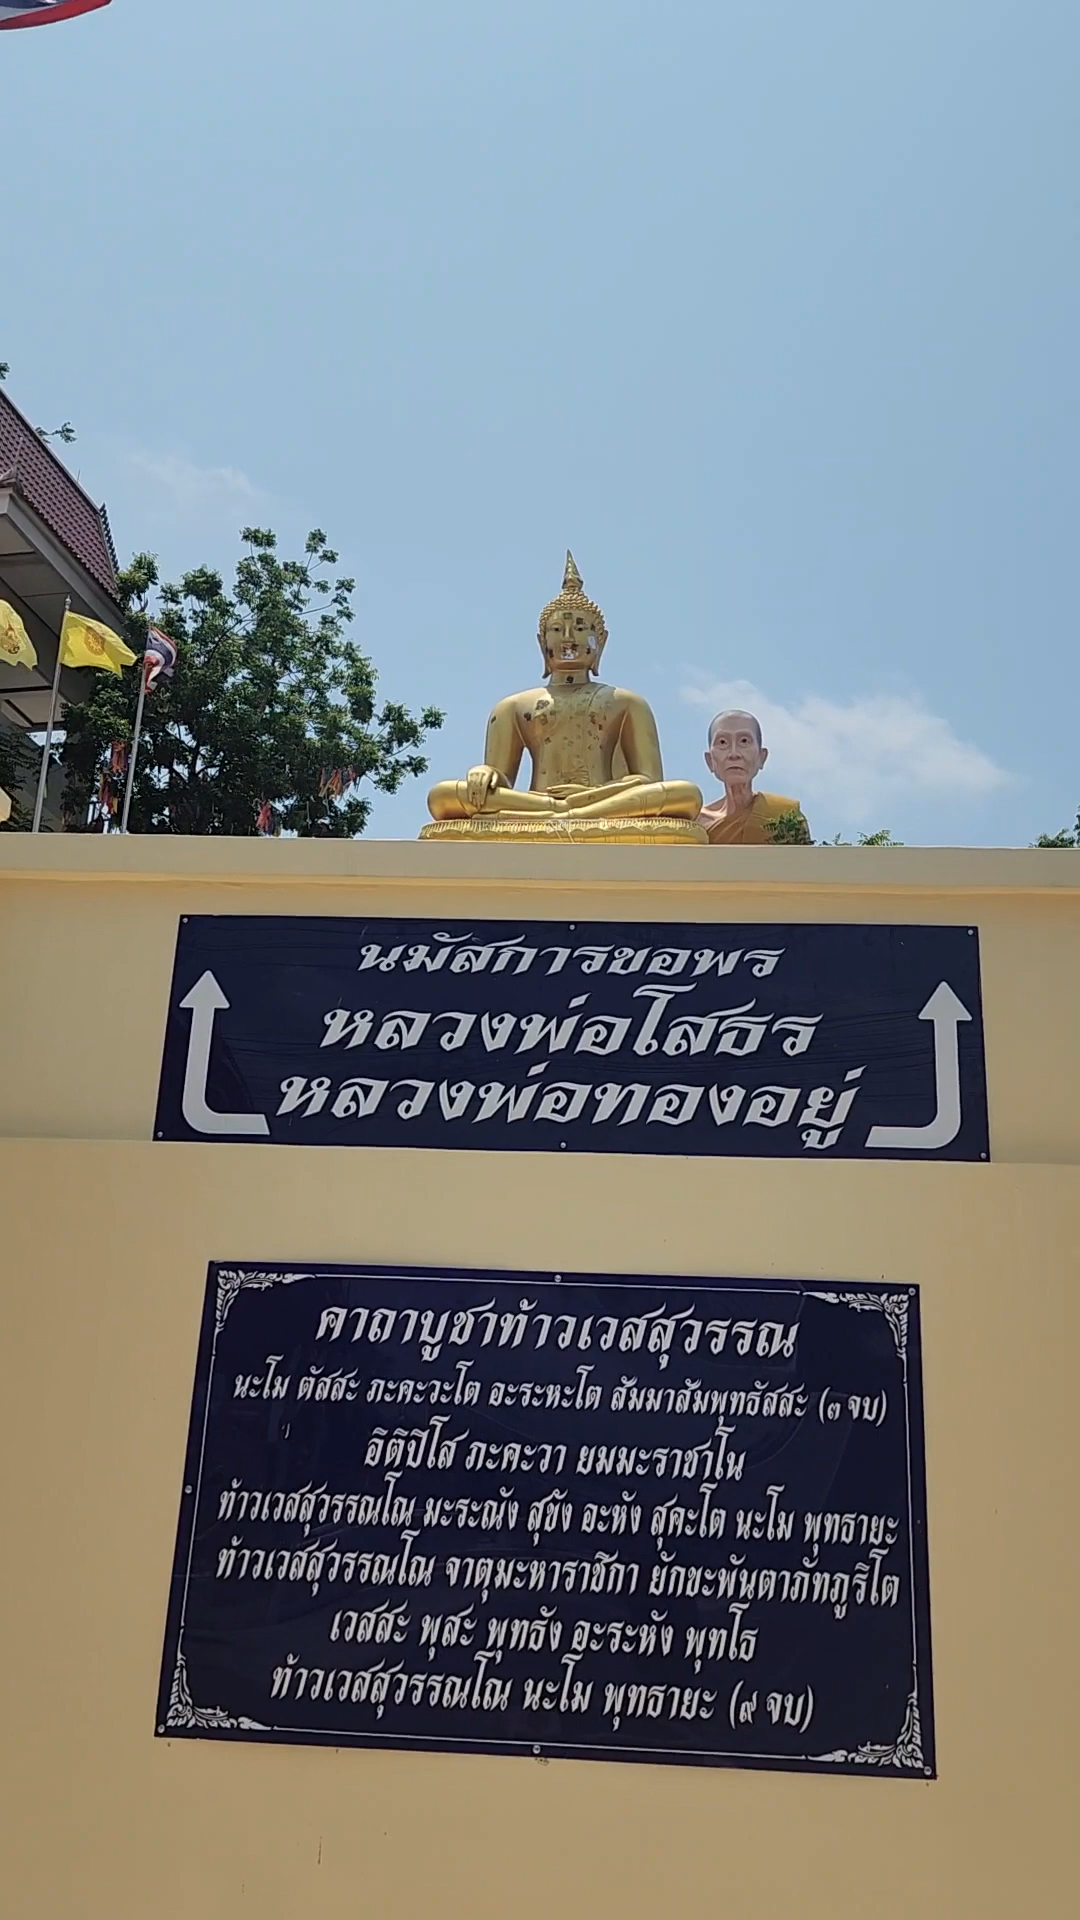 นมัสการขอพร
หลวงพ่อโสธร
หลวงพ่อทองอยู่
คาถาบูชาท้าวเวสสุวรรณ
นะโม ตัสสะ ภะคะวะโต อะระหะโต สัมมาสัมพุทธัสสะ (๓ จบ)
อิติปิโส ภะคะวา ยมมะราชาโน
ท้าวเวสสุวรรณโณ มะระณัง สุขัง อะหัง สุคะโต นะโม พุทธายะ
ท้าวเวสสุวรรณโณ จาตุมะหาราชิกา ยักขะพันตาภัทภูริโต
เวสสะ พุสะ พุทธัง อะระหัง พุทโธ
ท้าวเวสสุวรรณโณ นะโม พุทธายะ (๙ จบ)